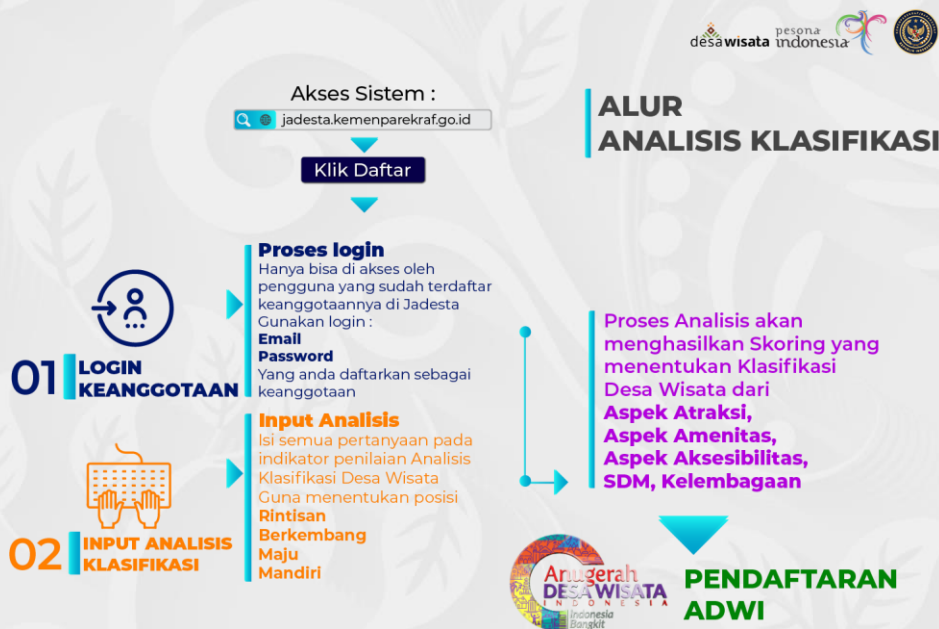 desa wisata
pesona
indonesia
Akses Sistem :
jadesta.kemenparekraf.go.id
Klik Daftar
ALUR
ANALISIS KLASIFIKASI
01 LOGIN
KEANGGOTAAN
Proses login
Hanya bisa di akses oleh
pengguna yang sudah terdaftar
keanggotaannya di Jadesta
Gunakan login :
Email
Password
Yang anda daftarkan sebagai
keanggotaan
02 INPUT ANALISIS
KLASIFIKASI
Input Analisis
Isi semua pertanyaan pada
indikator penilaian Analisis
Klasifikasi Desa Wisata
Guna menentukan posisi
Rintisan
Berkembang
Maju
Mandiri
Proses Analisis akan
menghasilkan Skoring yang
menentukan Klasifikasi
Desa Wisata dari
Aspek Atraksi,
Aspek Amenitas,
Aspek Aksesibilitas,
SDM, Kelembagaan
Anugerah
DESA WISATA
INDONESIA
Indonesia
Bangkit
PENDAFTARAN
ADWI